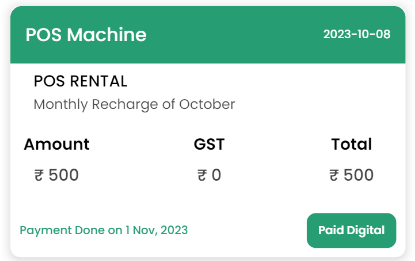 POS Machine 2023-10-08
POS RENTAL
Monthly Recharge of October
Amount GST Total
₹ 500 ₹ 0 ₹ 500
Payment Done on 1 Nov, 2023 Paid Digital